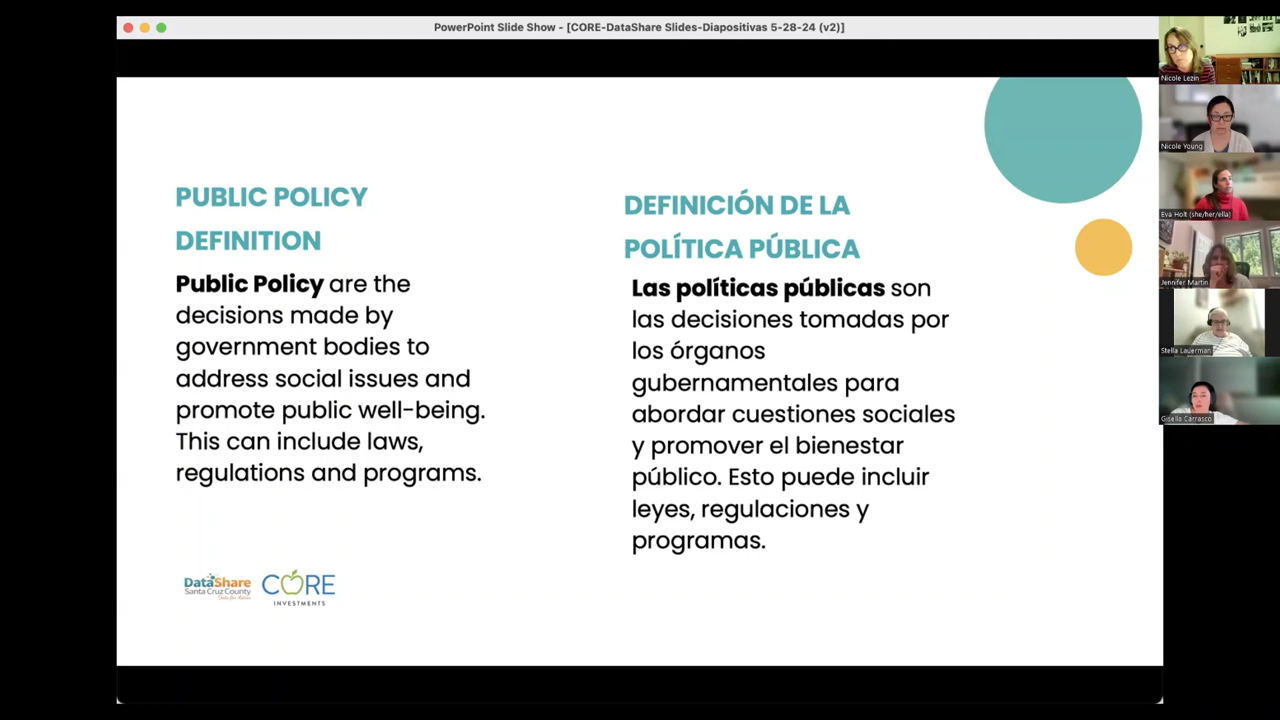 PowerPoint Slide Show - [CORE-DataShare Slides-Diapositivas 5-28-24 (v2)]
PUBLIC POLICY
DEFINITION
Public Policy are the
decisions made by
government bodies to
address social issues and
promote public well-being.
This can include laws,
regulations and programs.
DEFINICIÓN DE LA
POLÍTICA PÚBLICA
Las políticas públicas son
las decisiones tomadas por
los órganos
gubernamentales para
abordar cuestiones sociales
y promover el bienestar
público. Esto puede incluir
leyes, regulaciones y
programas.
DataShare
Santa Cruz County
CORE
INVESTMENTS
Nicole Lezin
Nicole Young
Eva Holt (she/her/ella)
Jennifer Martin
Stella Lauerman
Gisella Carrasco